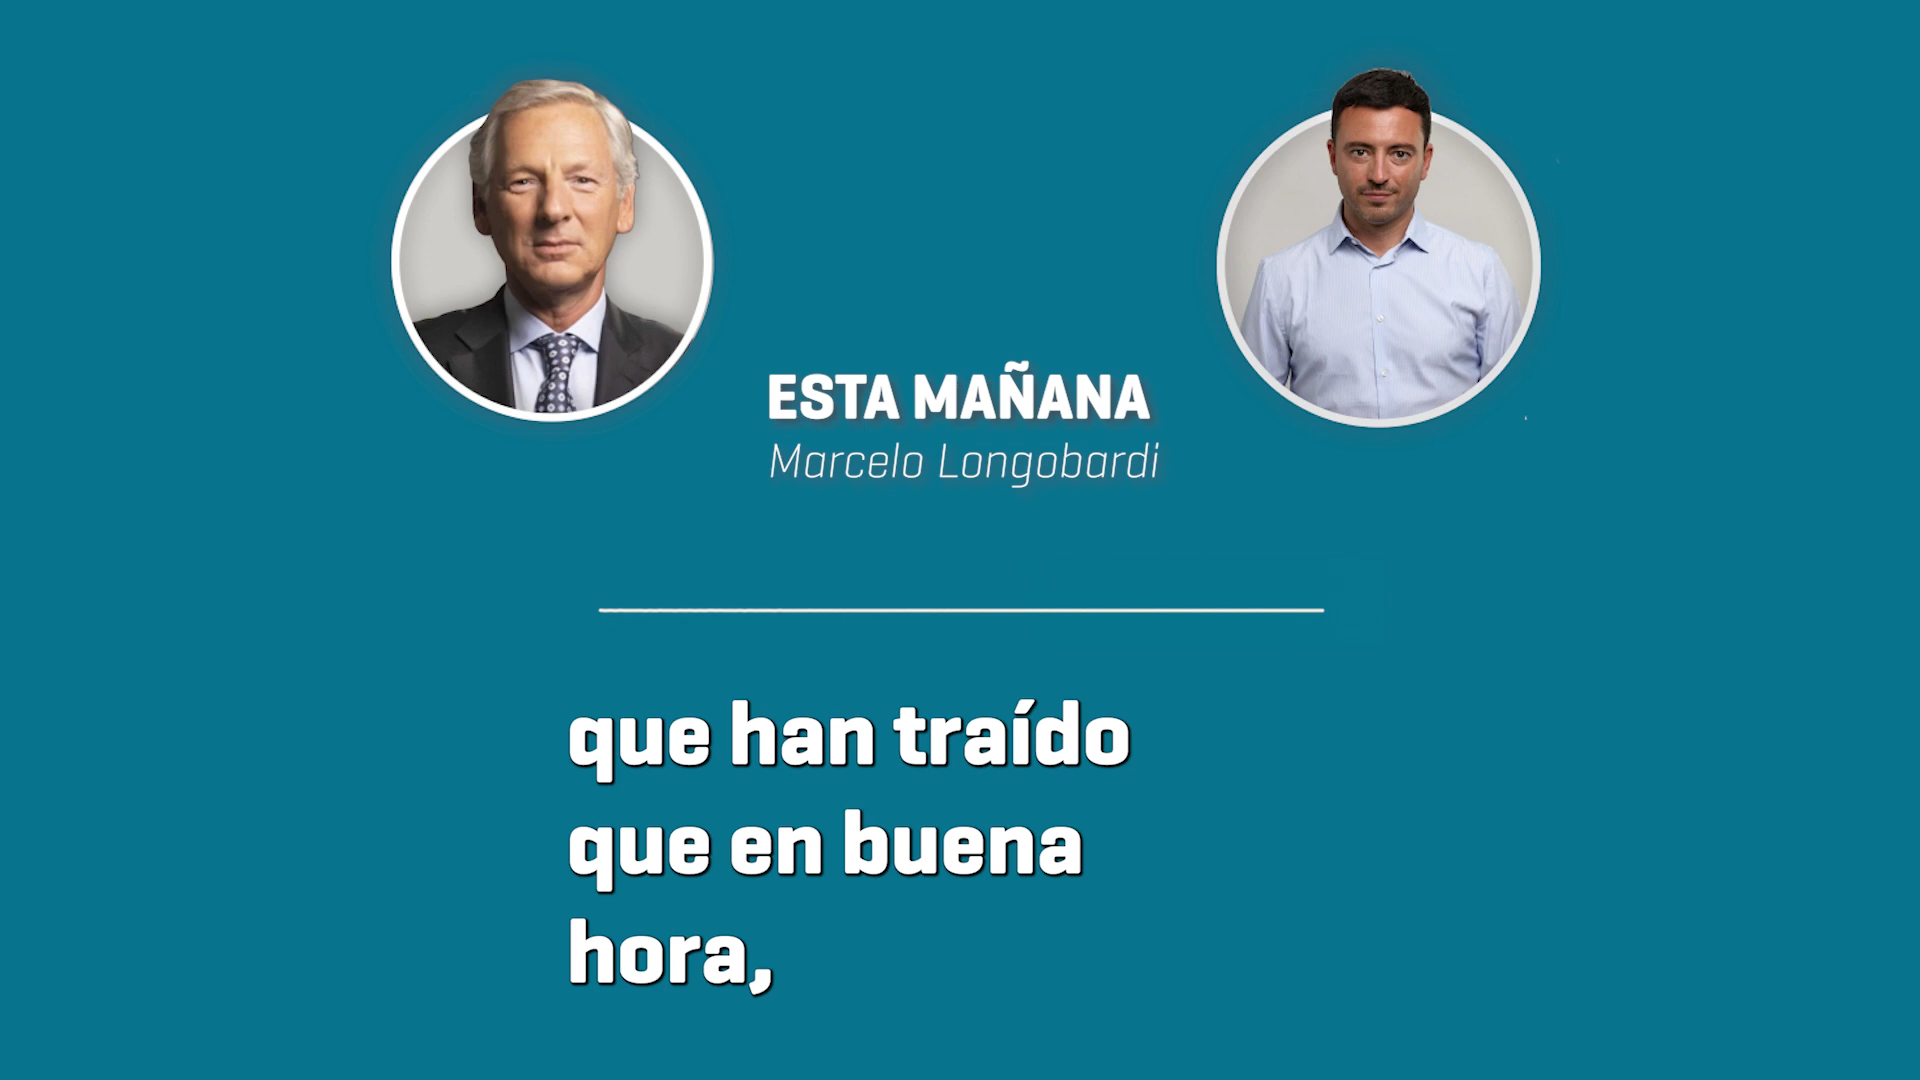 ESTA MAÑANA
Marcelo Longobardi
que han traído
que en buena
hora,